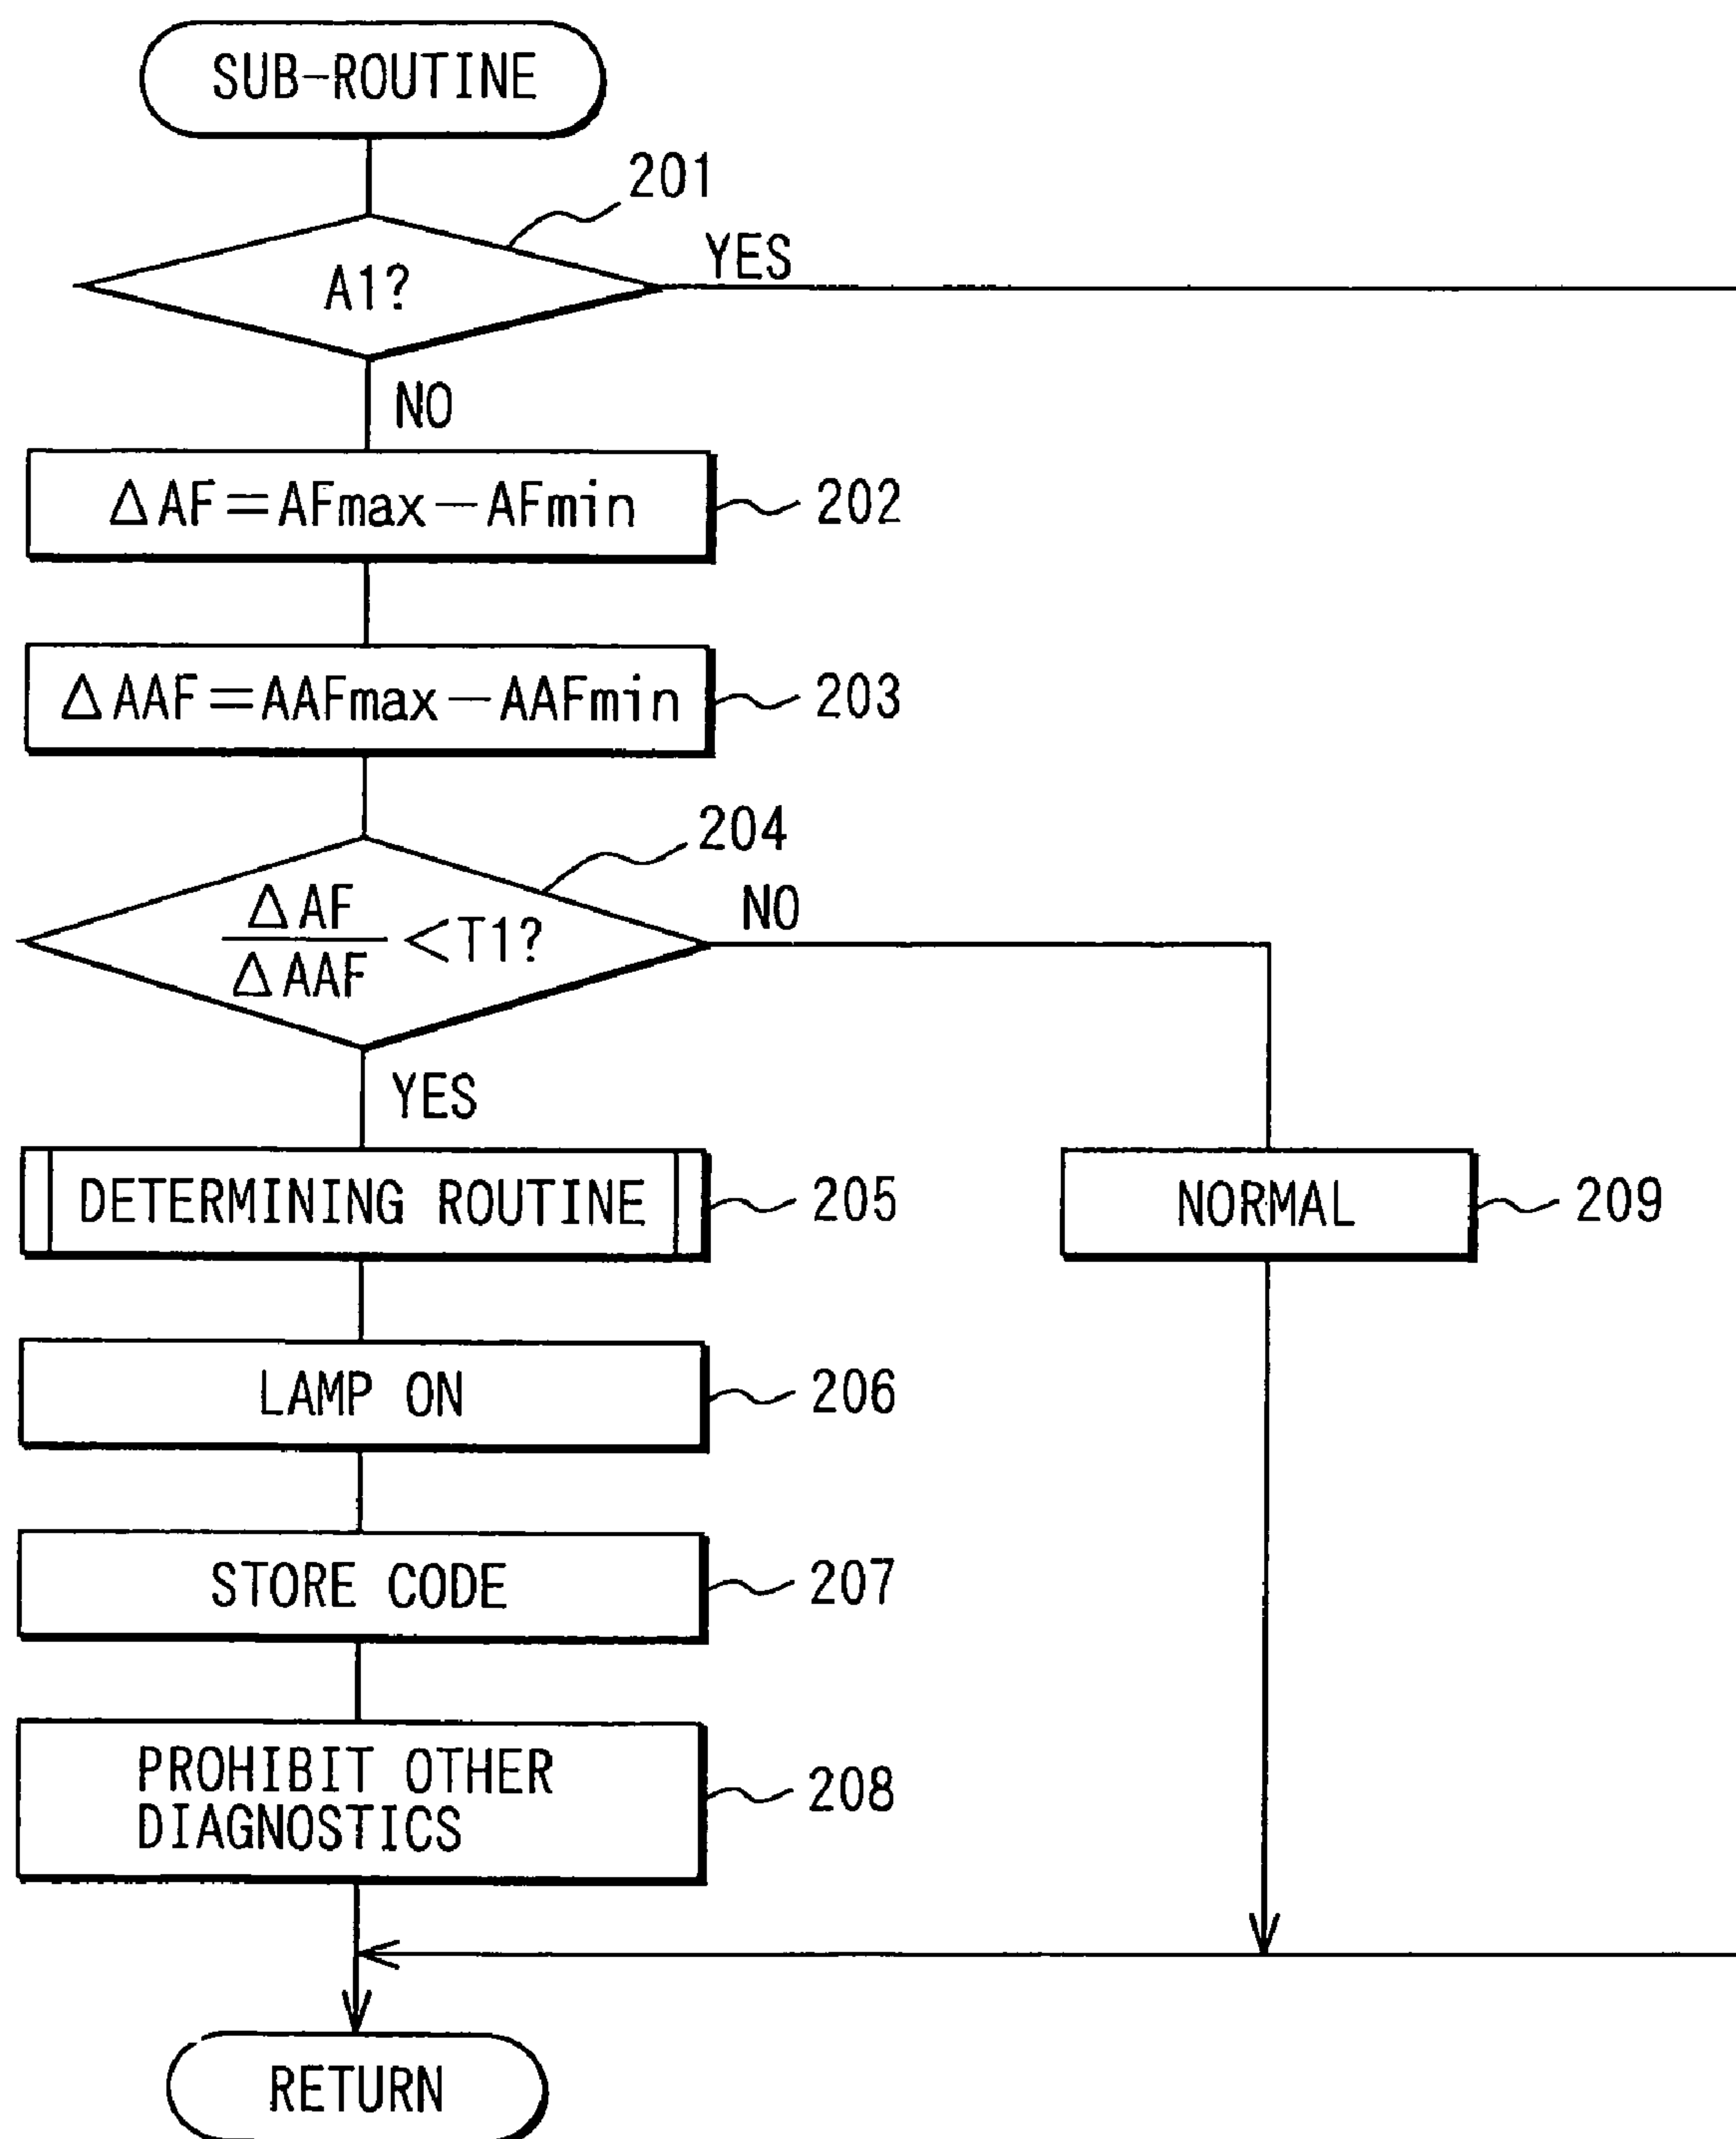 SUB-ROUTINE
201
A1?
YES
NO
ΔAF=AFmax-AFmin
202
ΔAAF=AAFmax-AAFmin
203
204
ΔAF
ΔAAF
<T1?
NO
YES
DETERMINING ROUTINE
205
NORMAL
209
LAMP ON
206
STORE CODE
207
PROHIBIT OTHER
DIAGNOSTICS
208
RETURN